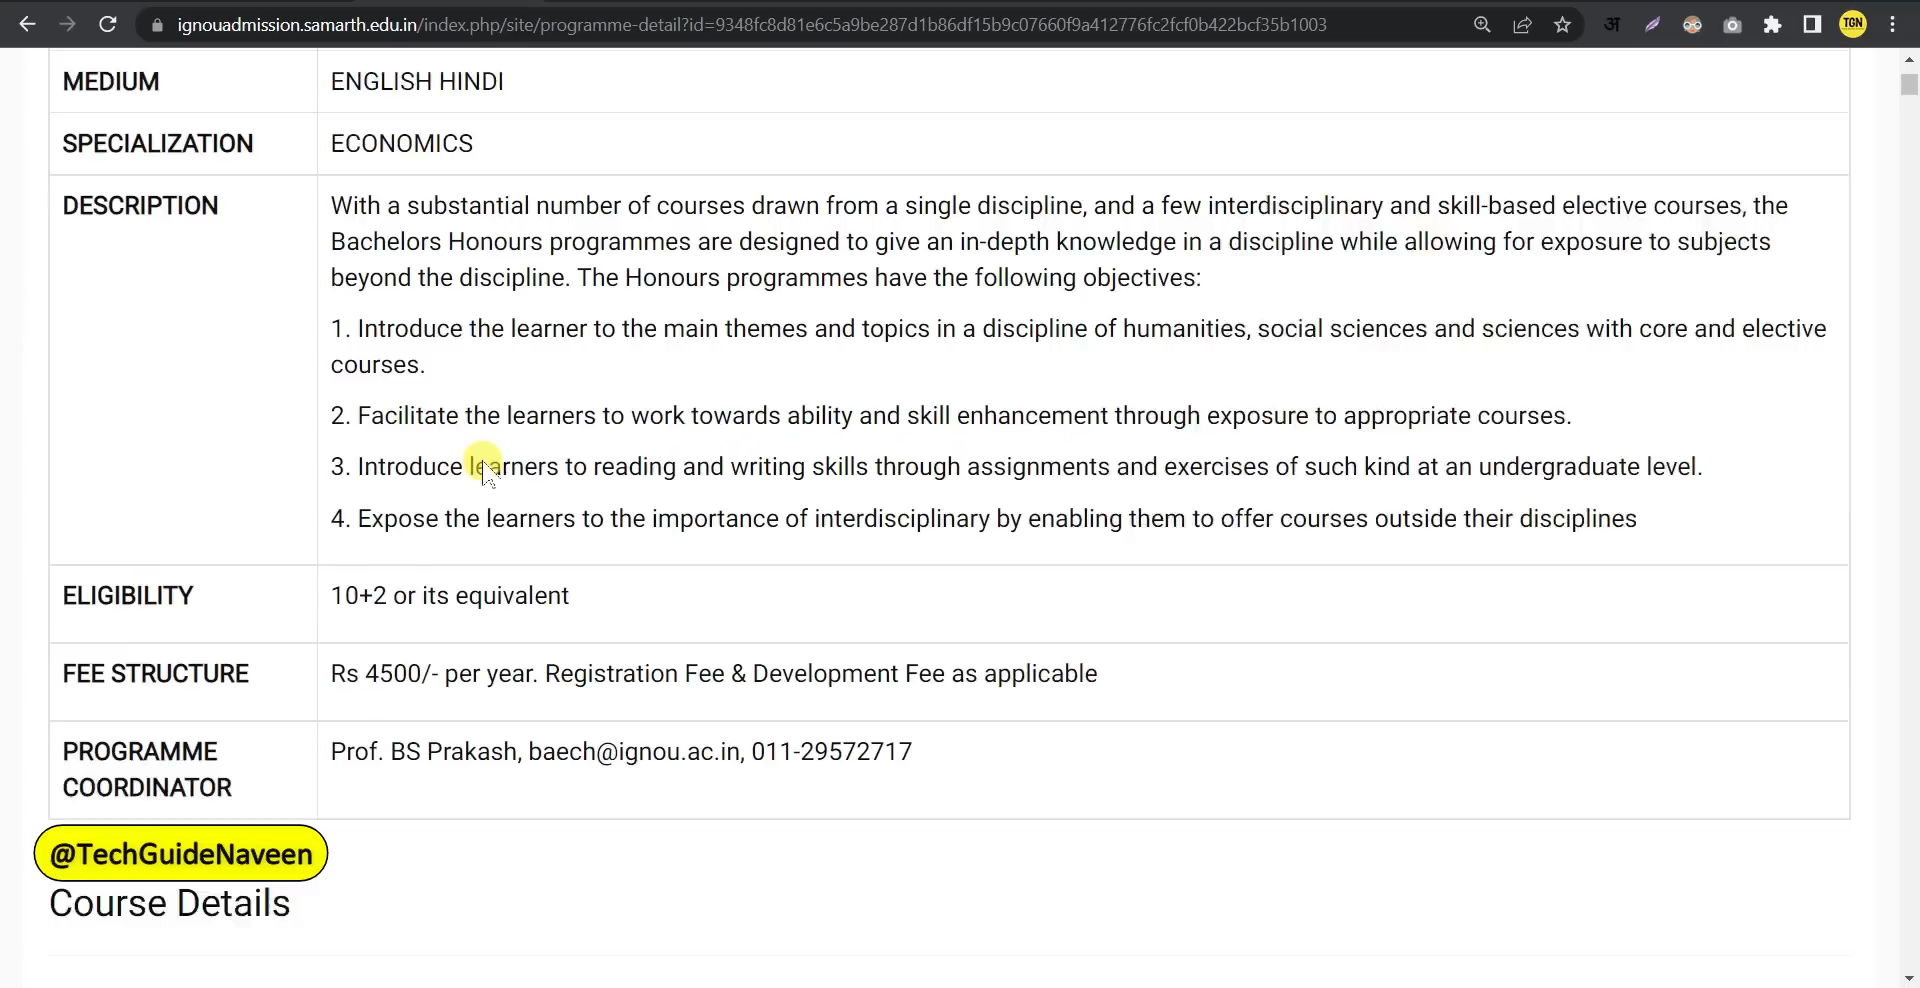 ignouadmission.samarth.edu.in/index.php/site/programme-detail?id=9348fc8d81e6c5a9be287d1b86df15b9c07660f9a412776fc2fcf0b422bcf35b1003
अ
TGN
MEDIUM
ENGLISH HINDI
SPECIALIZATION
ECONOMICS
DESCRIPTION
With a substantial number of courses drawn from a single discipline, and a few interdisciplinary and skill-based elective courses, the
Bachelors Honours programmes are designed to give an in-depth knowledge in a discipline while allowing for exposure to subjects
beyond the discipline. The Honours programmes have the following objectives:
1. Introduce the learner to the main themes and topics in a discipline of humanities, social sciences and sciences with core and elective
courses.
2. Facilitate the learners to work towards ability and skill enhancement through exposure to appropriate courses.
3. Introduce learners to reading and writing skills through assignments and exercises of such kind at an undergraduate level.
4. Expose the learners to the importance of interdisciplinary by enabling them to offer courses outside their disciplines
ELIGIBILITY
10+2 or its equivalent
FEE STRUCTURE
Rs 4500/- per year. Registration Fee & Development Fee as applicable
PROGRAMME
COORDINATOR
Prof. BS Prakash, baech@ignou.ac.in, 011-29572717
@TechGuideNaveen
Course Details